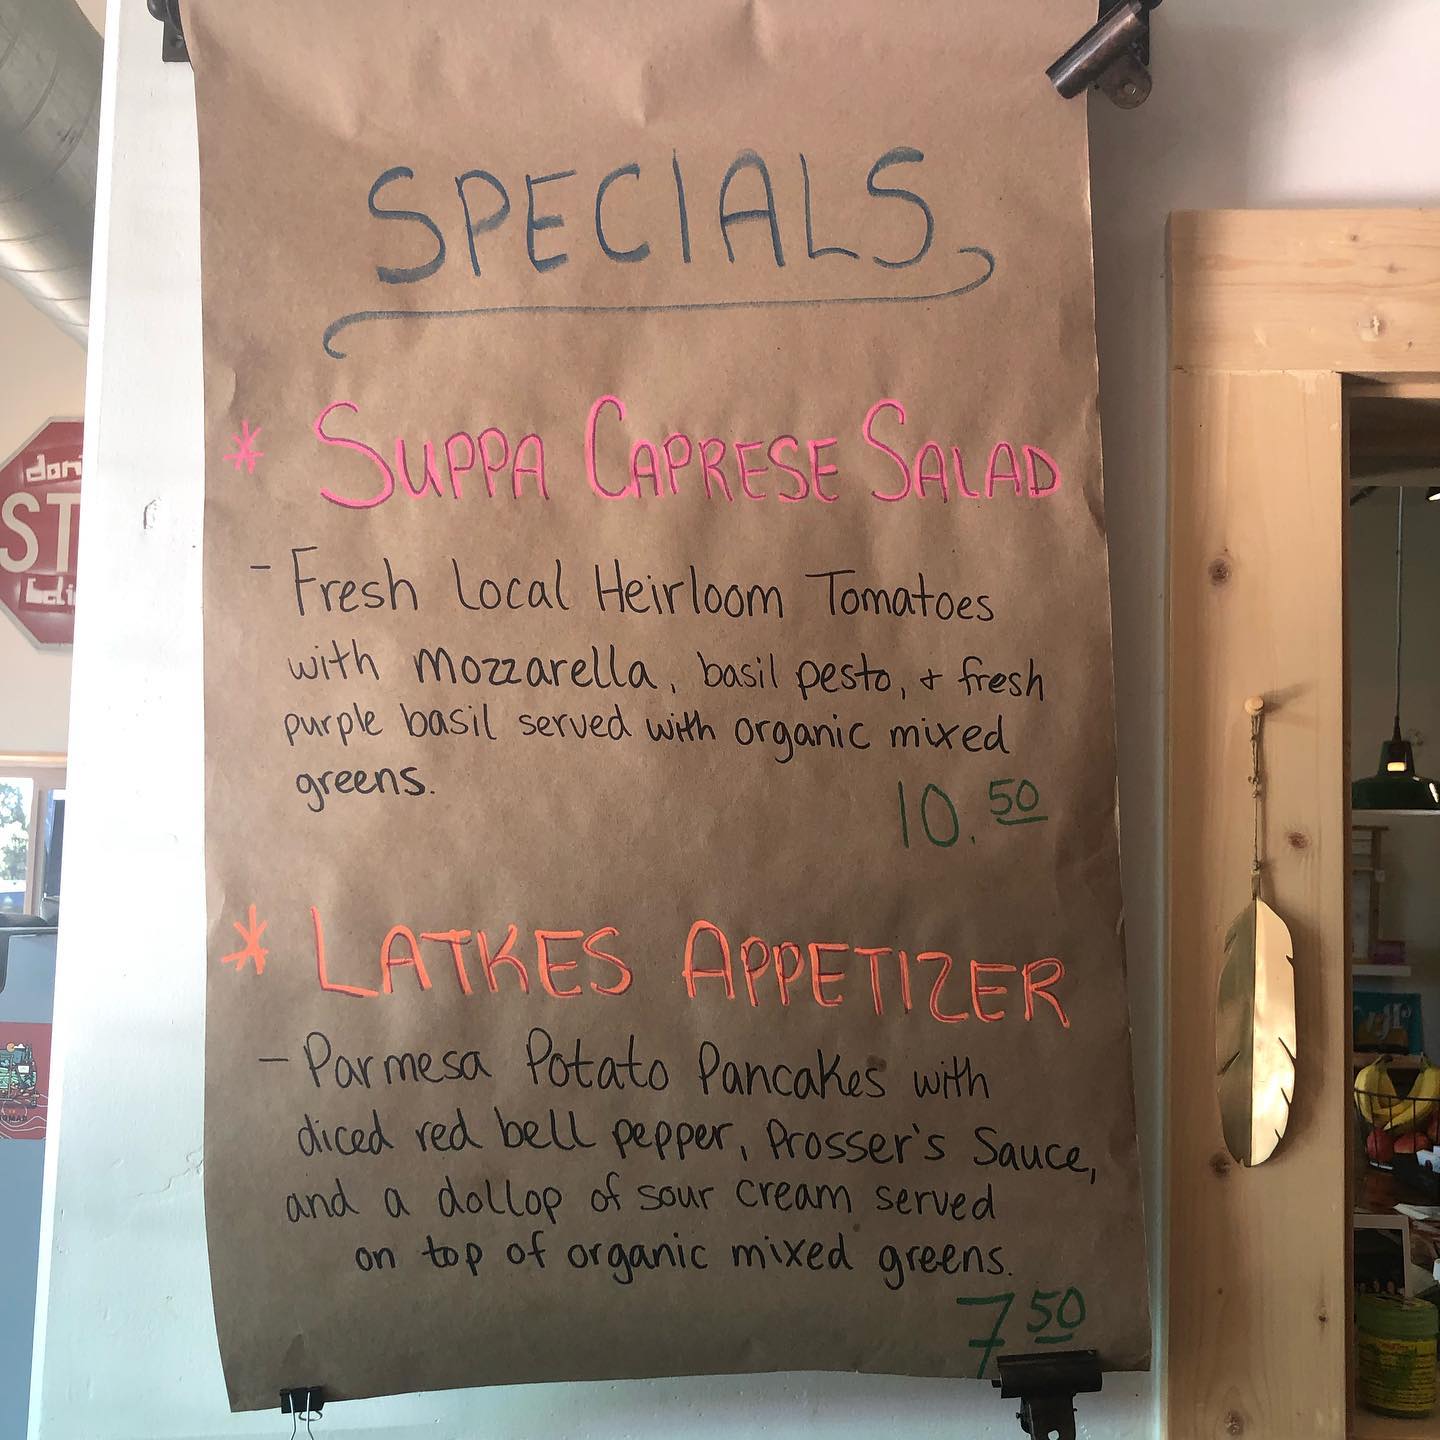 SPECIALS
* SUPPA CAPRESE SALAD
- Fresh Local Heirloom Tomatoes
with mozzarella, basil pesto, + fresh
purple basil served with organic mixed
greens.
10.50
* LATKES APPETIZER
- Parmesa Potato Pancakes with
diced red bell pepper, Prosser's Sauce,
and a dollop of sour cream served
on top of organic mixed greens.
7 50
don'
ST